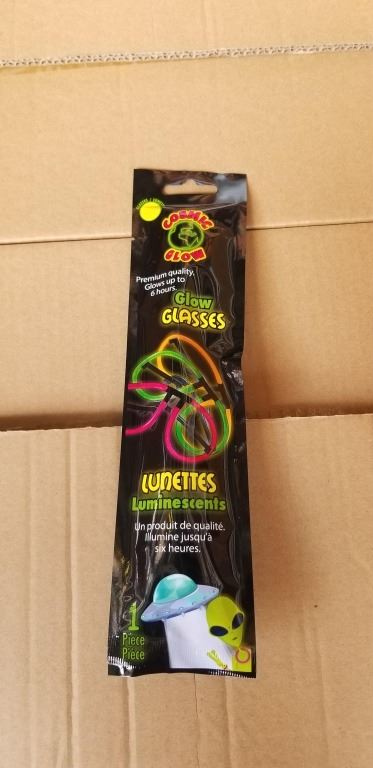 COSMIC
GLOW
Premium quality.
Glows up to
6 hours.
Glow
GLASSES
LUNETTES
Luminescents
Un produit de qualité.
Illumine jusqu'à
six heures.
1
Piece
Pièce